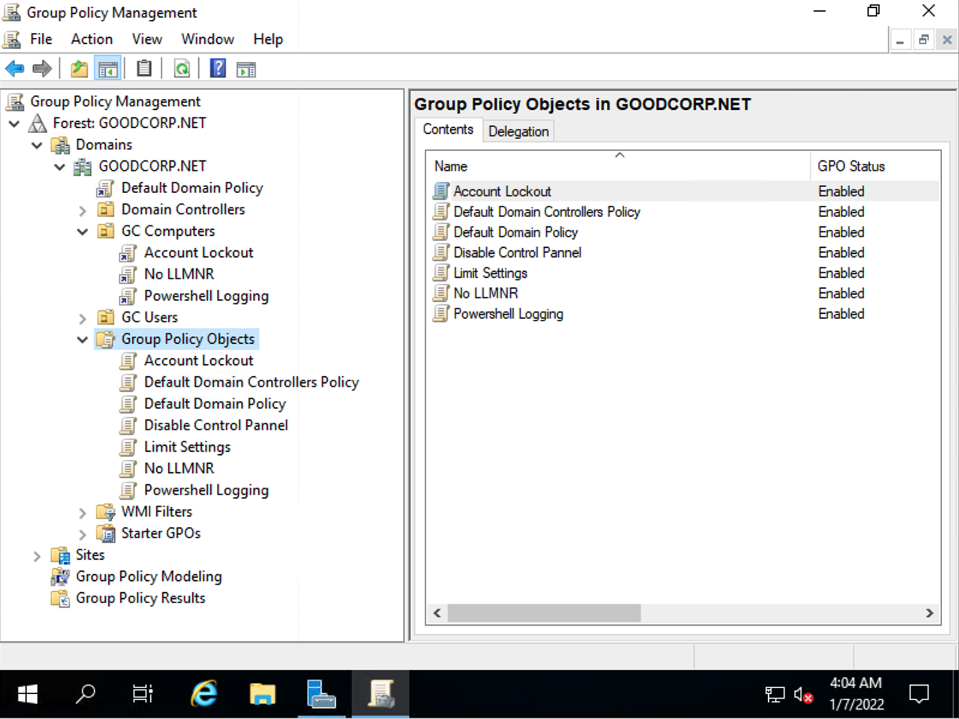 Group Policy Management
File Action View Window Help
Group Policy Management
Forest: GOODCORP.NET
Domains
GOODCORP.NET
Default Domain Policy
Domain Controllers
GC Computers
Account Lockout
No LLMNR
Powershell Logging
GC Users
Group Policy Objects
Account Lockout
Default Domain Controllers Policy
Default Domain Policy
Disable Control Pannel
Limit Settings
No LLMNR
Powershell Logging
WMI Filters
Starter GPOs
Sites
Group Policy Modeling
Group Policy Results
Group Policy Objects in GOODCORP.NET
Contents Delegation
Name GPO Status
Account Lockout Enabled
Default Domain Controllers Policy Enabled
Default Domain Policy Enabled
Disable Control Pannel Enabled
Limit Settings Enabled
No LLMNR Enabled
Powershell Logging Enabled
4:04 AM
1/7/2022